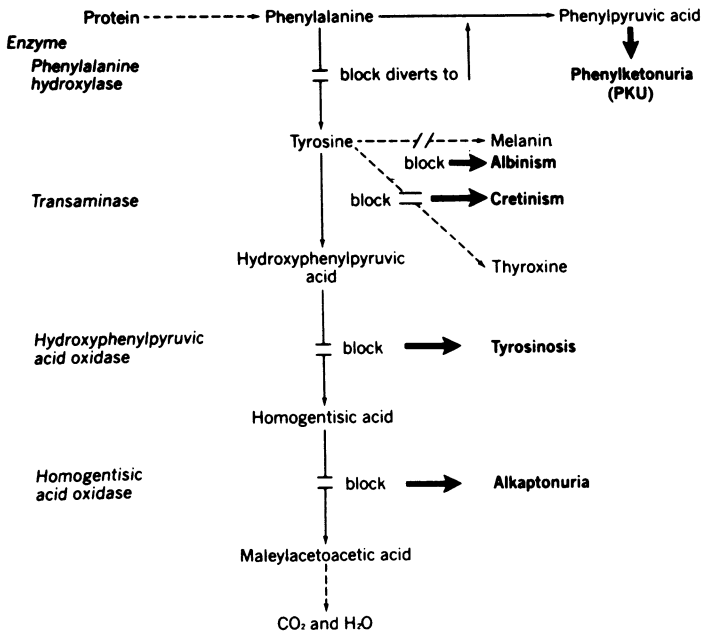 Protein
Phenylalanine
Phenylpyruvic acid
Enzyme
Phenylalanine
hydroxylase
block diverts to
Phenylketonuria
(PKU)
Tyrosine
Melanin
block
Albinism
Transaminase
block
Cretinism
Hydroxyphenylpyruvic
acid
Thyroxine
Hydroxyphenylpyruvic
acid oxidase
block
Tyrosinosis
Homogentisic acid
Homogentisic
acid oxidase
block
Alkaptonuria
Maleylacetoacetic acid
CO₂ and H₂O